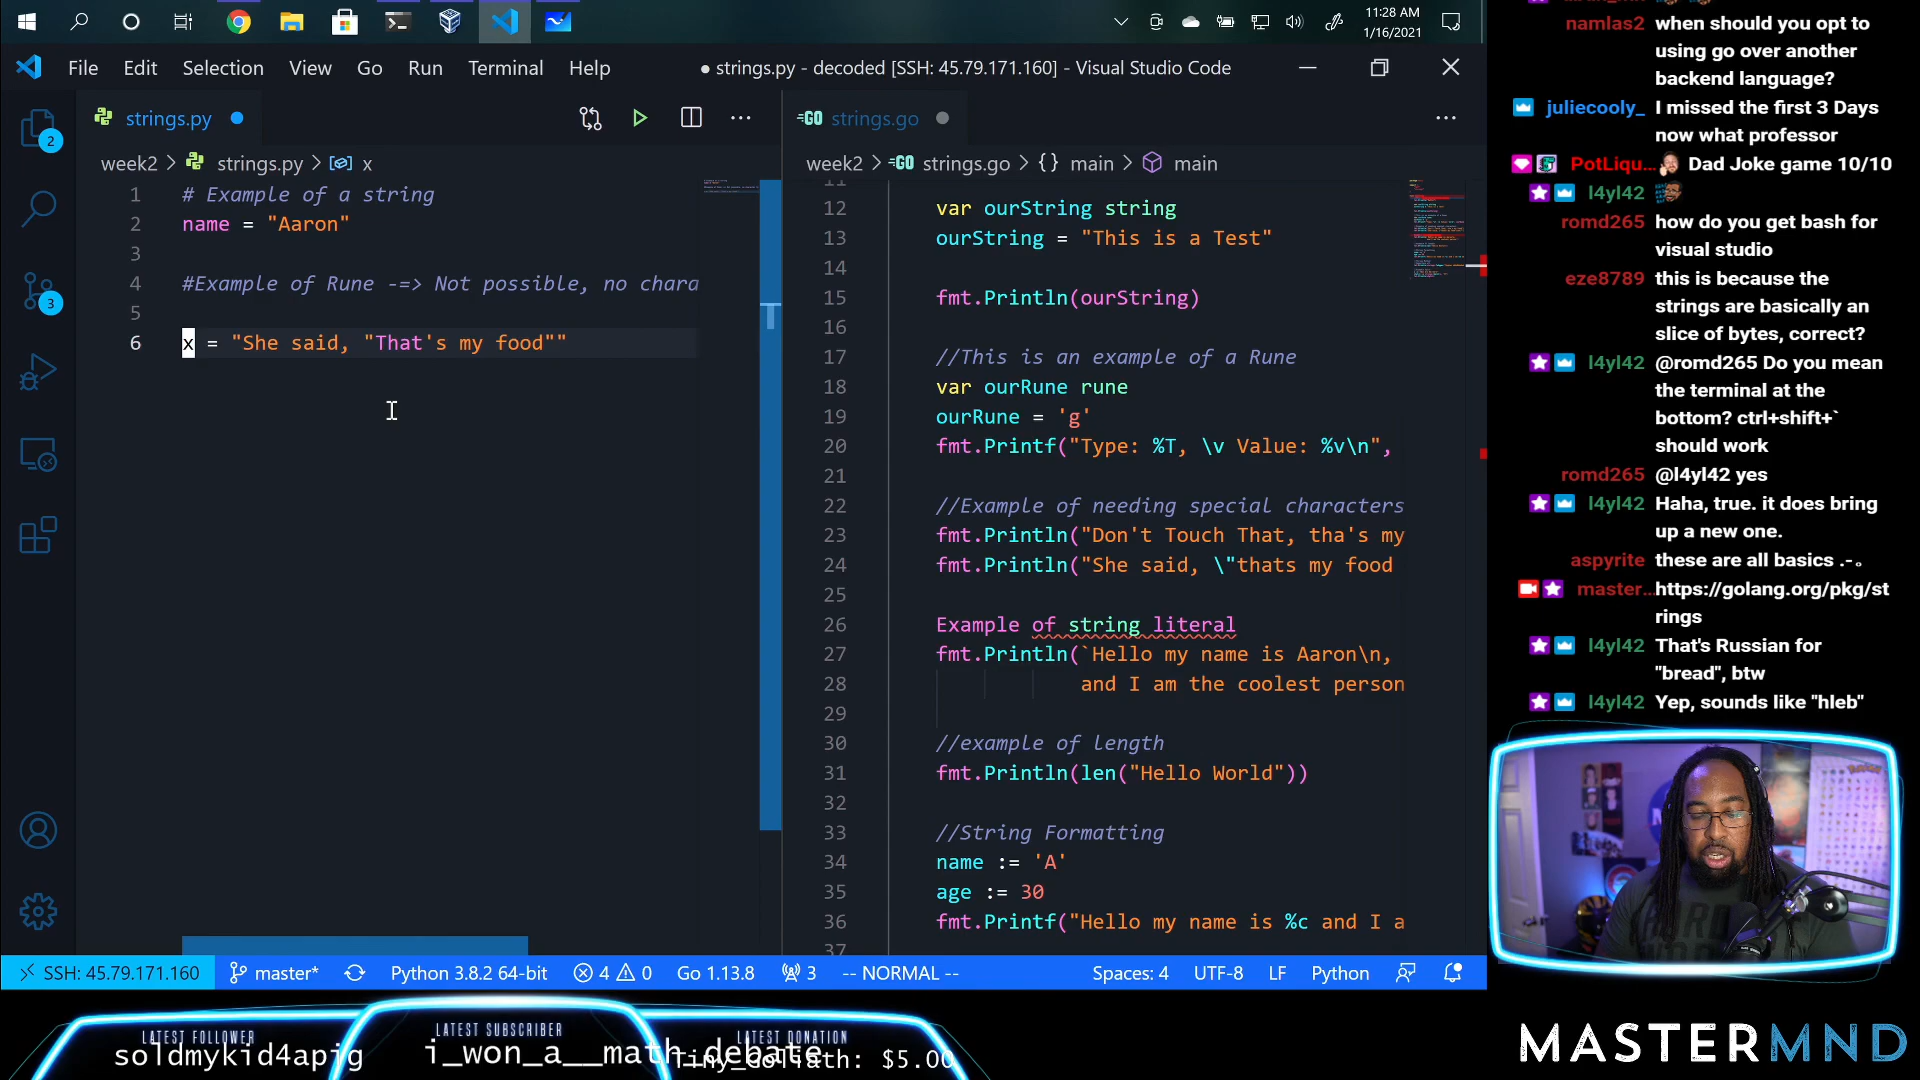 11:28 AM
1/16/2021
File Edit Selection View Go Run Terminal Help
● strings.py - decoded [SSH: 45.79.171.160] - Visual Studio Code
strings.py
week2 > strings.py > x
1 # Example of a string
2 name = "Aaron"
3
4 #Example of Rune -=> Not possible, no chara
5
6 x = "She said, "That's my food""
2
3
strings.go
week2 > strings.go > {} main > main
11
12 var ourString string
13 ourString = "This is a Test"
14
15 fmt.Println(ourString)
16
17 //This is an example of a Rune
18 var ourRune rune
19 ourRune = 'g'
20 fmt.Printf("Type: %T, \v Value: %v\n",
21
22 //Example of needing special characters
23 fmt.Println("Don't Touch That, tha's my
24 fmt.Println("She said, \"thats my food
25
26 Example of string literal
27 fmt.Println(`Hello my name is Aaron\n,
28 and I am the coolest person
29
30 //example of length
31 fmt.Println(len("Hello World"))
32
33 //String Formatting
34 name := 'A'
35 age := 30
36 fmt.Printf("Hello my name is %c and I a
37
SSH: 45.79.171.160 master* Python 3.8.2 64-bit 4 0 Go 1.13.8 3 -- NORMAL -- Spaces: 4 UTF-8 LF Python
namlas2 when should you opt to
using go over another
backend language?
juliecooly_ I missed the first 3 Days
now what professor
PotLiqu... Dad Joke game 10/10
l4yl42
romd265 how do you get bash for
visual studio
eze8789 this is because the
strings are basically an
slice of bytes, correct?
l4yl42 @romd265 Do you mean
the terminal at the
bottom? ctrl+shift+`
should work
romd265 @l4yl42 yes
l4yl42 Haha, true. it does bring
up a new one.
aspyrite these are all basics .-。
master... https://golang.org/pkg/st
rings
l4yl42 That's Russian for
"bread", btw
l4yl42 Yep, sounds like "hleb"
LATEST FOLLOWER
soldmykid4apig
LATEST SUBSCRIBER
i_won_a__math_debate
LATEST DONATION
Tiny_Goliath: $5.00
MASTERMND